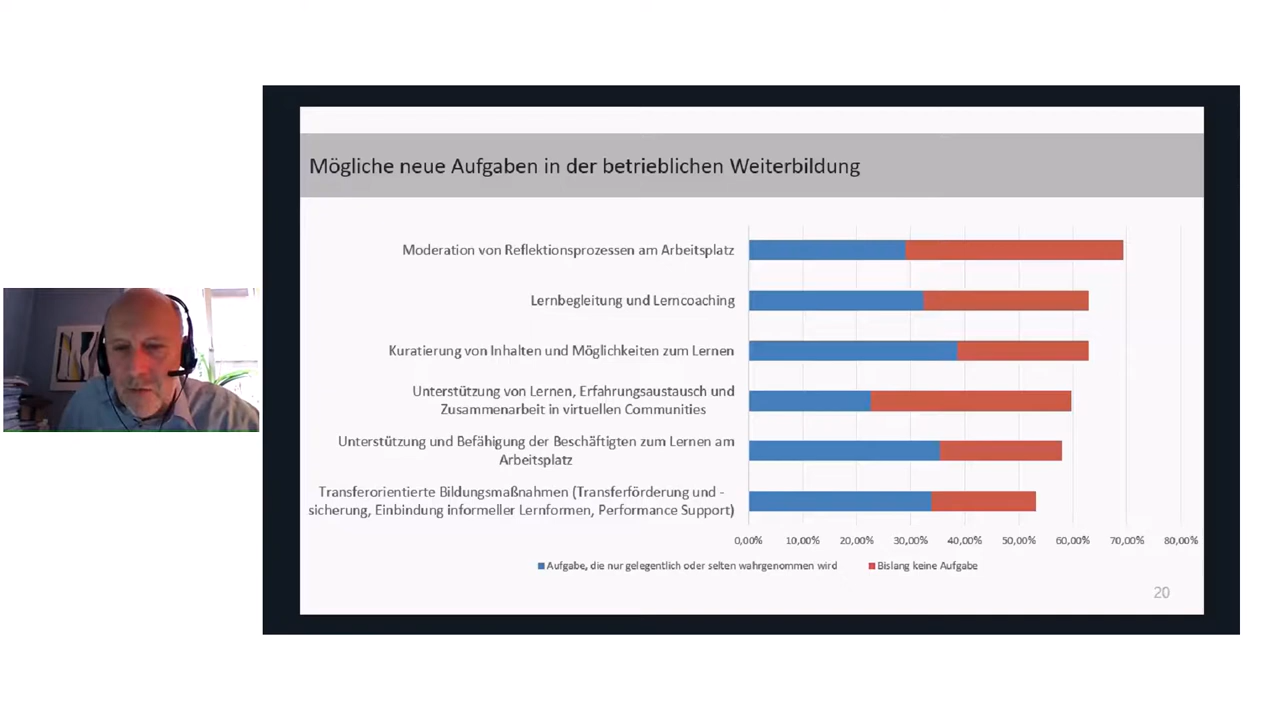 Mögliche neue Aufgaben in der betrieblichen Weiterbildung
Moderation von Reflektionsprozessen am Arbeitsplatz
Lernbegleitung und Lerncoaching
Kuratierung von Inhalten und Möglichkeiten zum Lernen
Unterstützung von Lernen, Erfahrungsaustausch und
Zusammenarbeit in virtuellen Communities
Unterstützung und Befähigung der Beschäftigten zum Lernen am
Arbeitsplatz
Transferorientierte Bildungsmaßnahmen (Transferförderung und -
sicherung, Einbindung informeller Lernformen, Performance Support)
0,00% 10,00% 20,00% 30,00% 40,00% 50,00% 60,00% 70,00% 80,00%
Aufgabe, die nur gelegentlich oder selten wahrgenommen wird Bislang keine Aufgabe
20